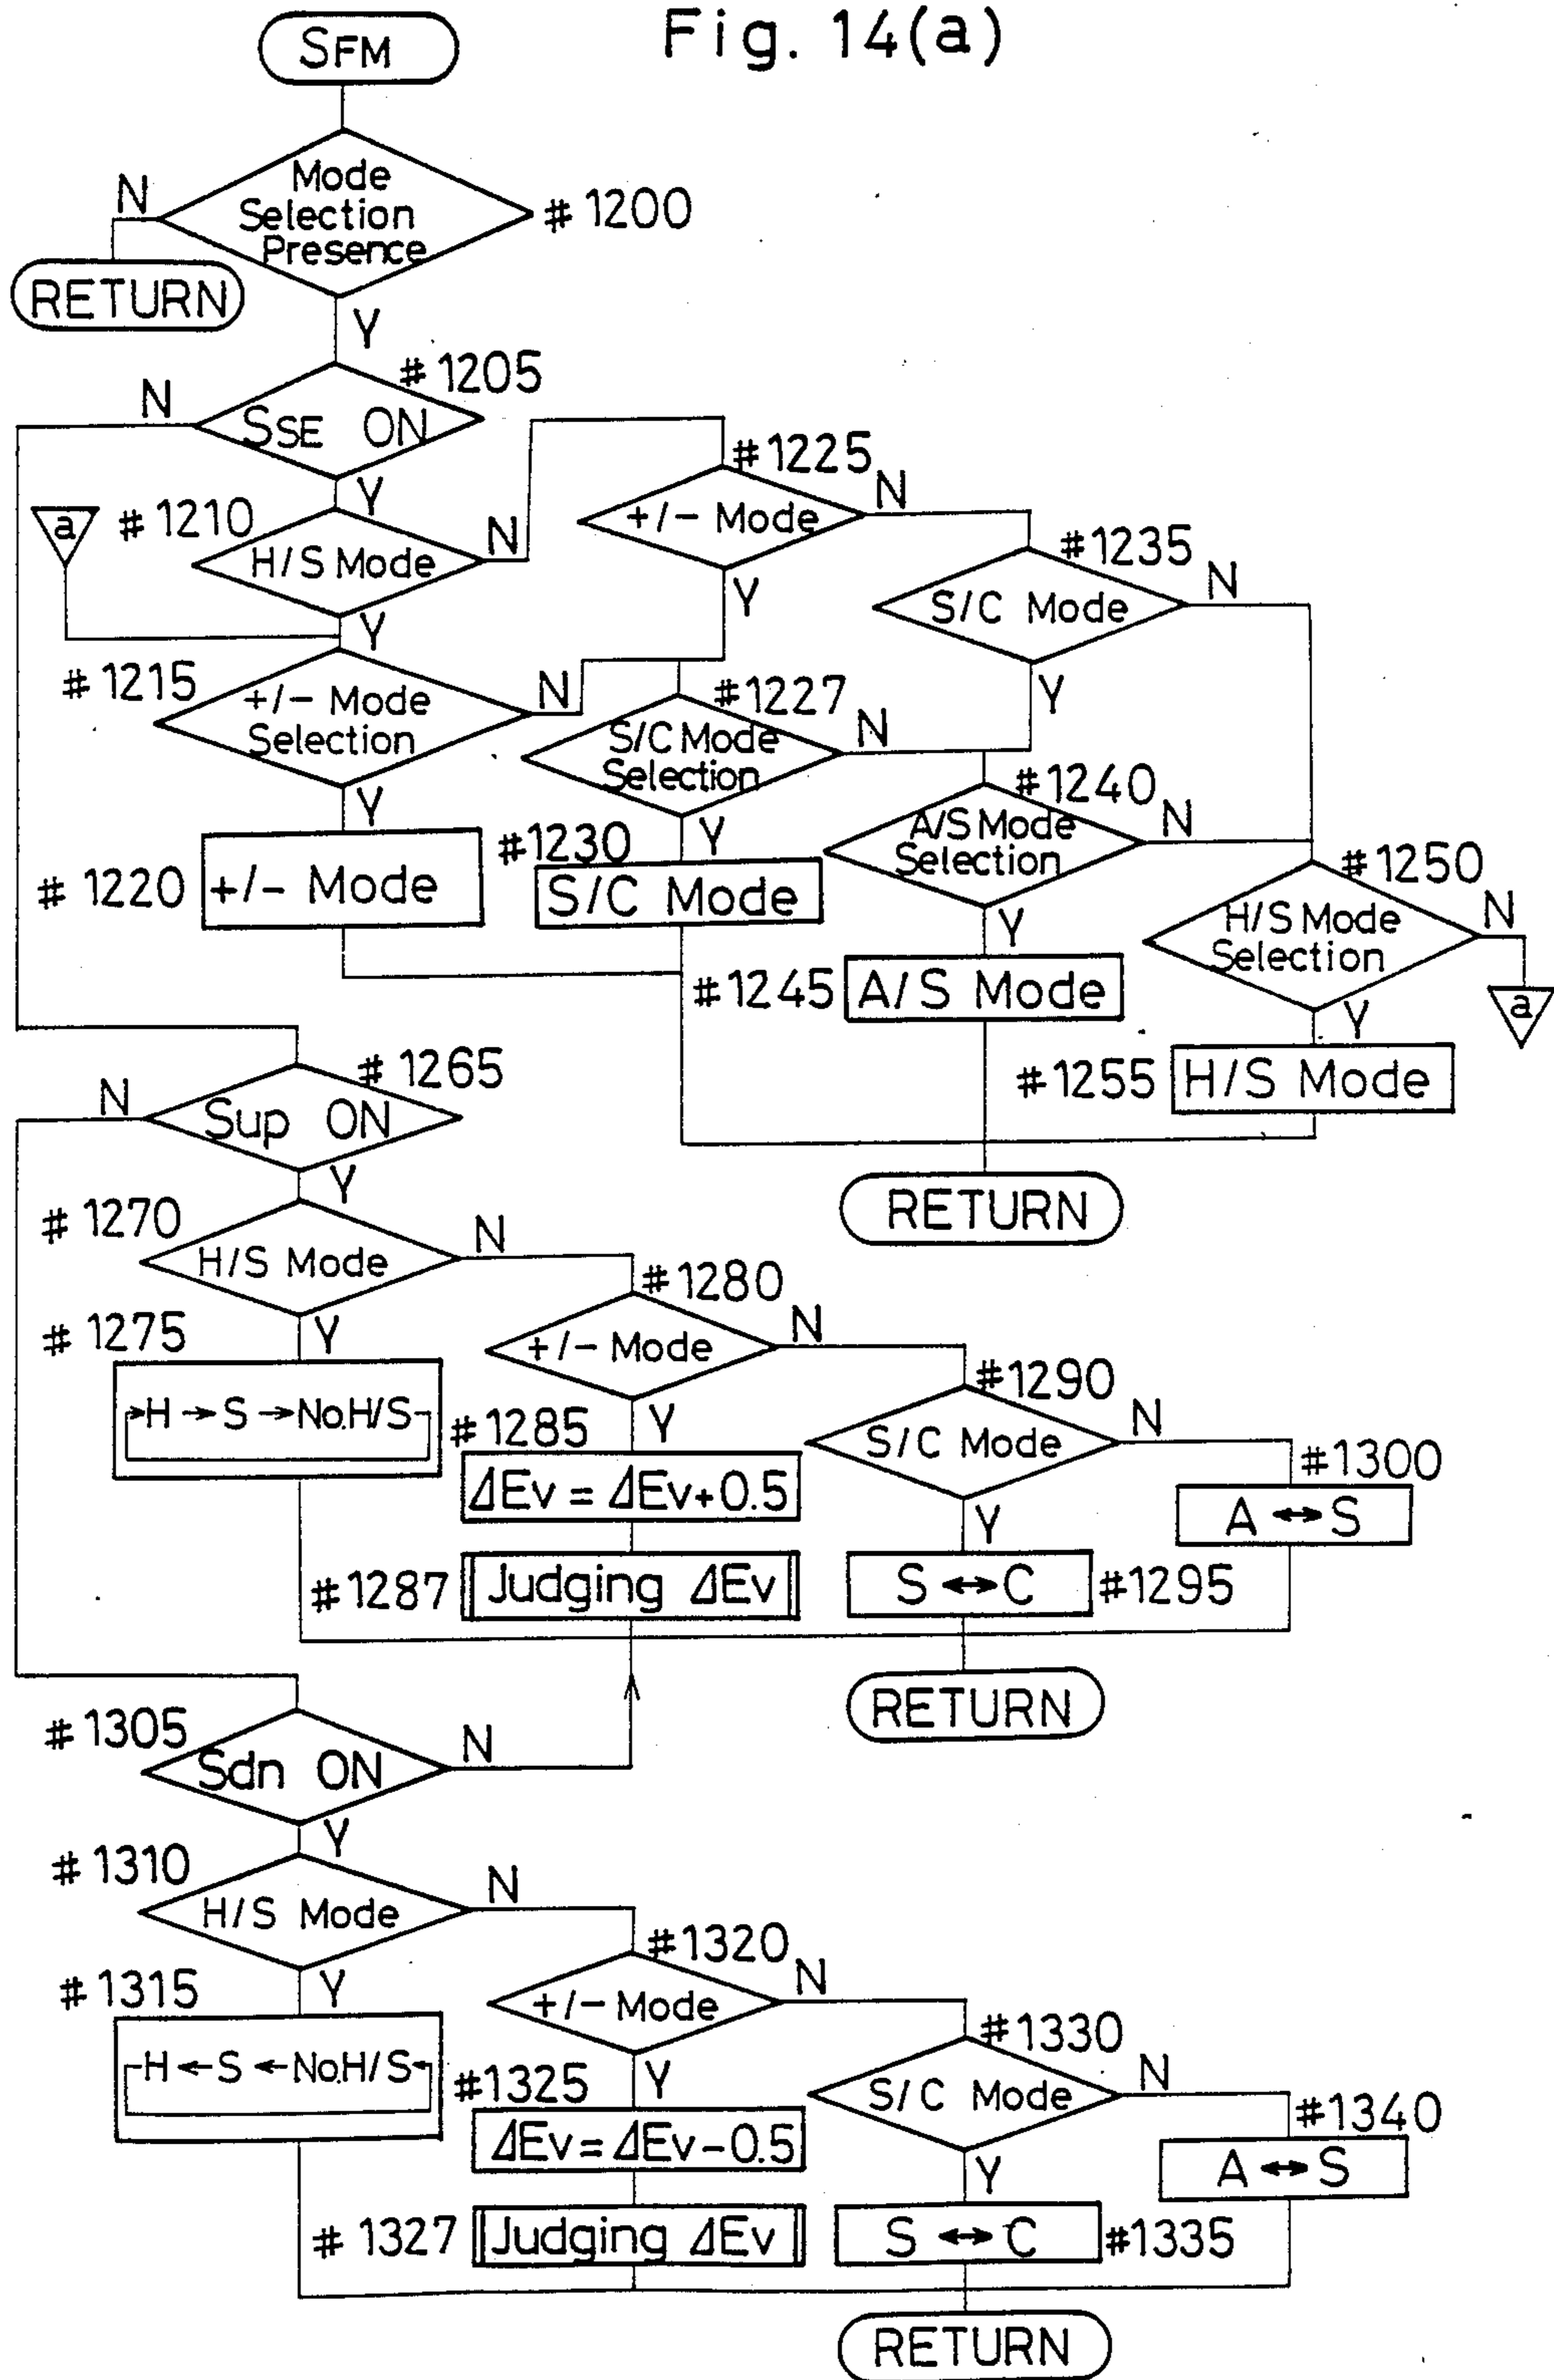 Fig. 14(a)
SFM
Mode
Selection
Presence
# 1200
N
RETURN
Y
# 1205
N
SSE ON
Y
# 1225
+/- Mode
N
a
# 1210
H/S Mode
N
Y
# 1235
S/C Mode
N
Y
Y
# 1215
+/- Mode
Selection
N
# 1227
S/C Mode
Selection
N
Y
# 1240
A/S Mode
Selection
N
Y
# 1220
+/- Mode
# 1230
S/C Mode
Y
# 1250
H/S Mode
Selection
N
a
# 1245
A/S Mode
Y
# 1255
H/S Mode
RETURN
# 1265
N
Sup ON
Y
# 1270
H/S Mode
N
# 1280
+/- Mode
N
# 1275
Y
→H→S→No.H/S
# 1290
S/C Mode
N
# 1285
Y
ΔEv = ΔEv+0.5
# 1300
A ↔ S
Y
# 1287
Judging ΔEv
S ↔ C
# 1295
RETURN
# 1305
Sdn ON
N
Y
# 1310
H/S Mode
N
# 1320
+/- Mode
N
# 1315
Y
H←S←No.H/S←
# 1330
S/C Mode
N
# 1325
Y
ΔEv = ΔEv-0.5
# 1340
A ↔ S
Y
# 1327
Judging ΔEv
S ↔ C
# 1335
RETURN